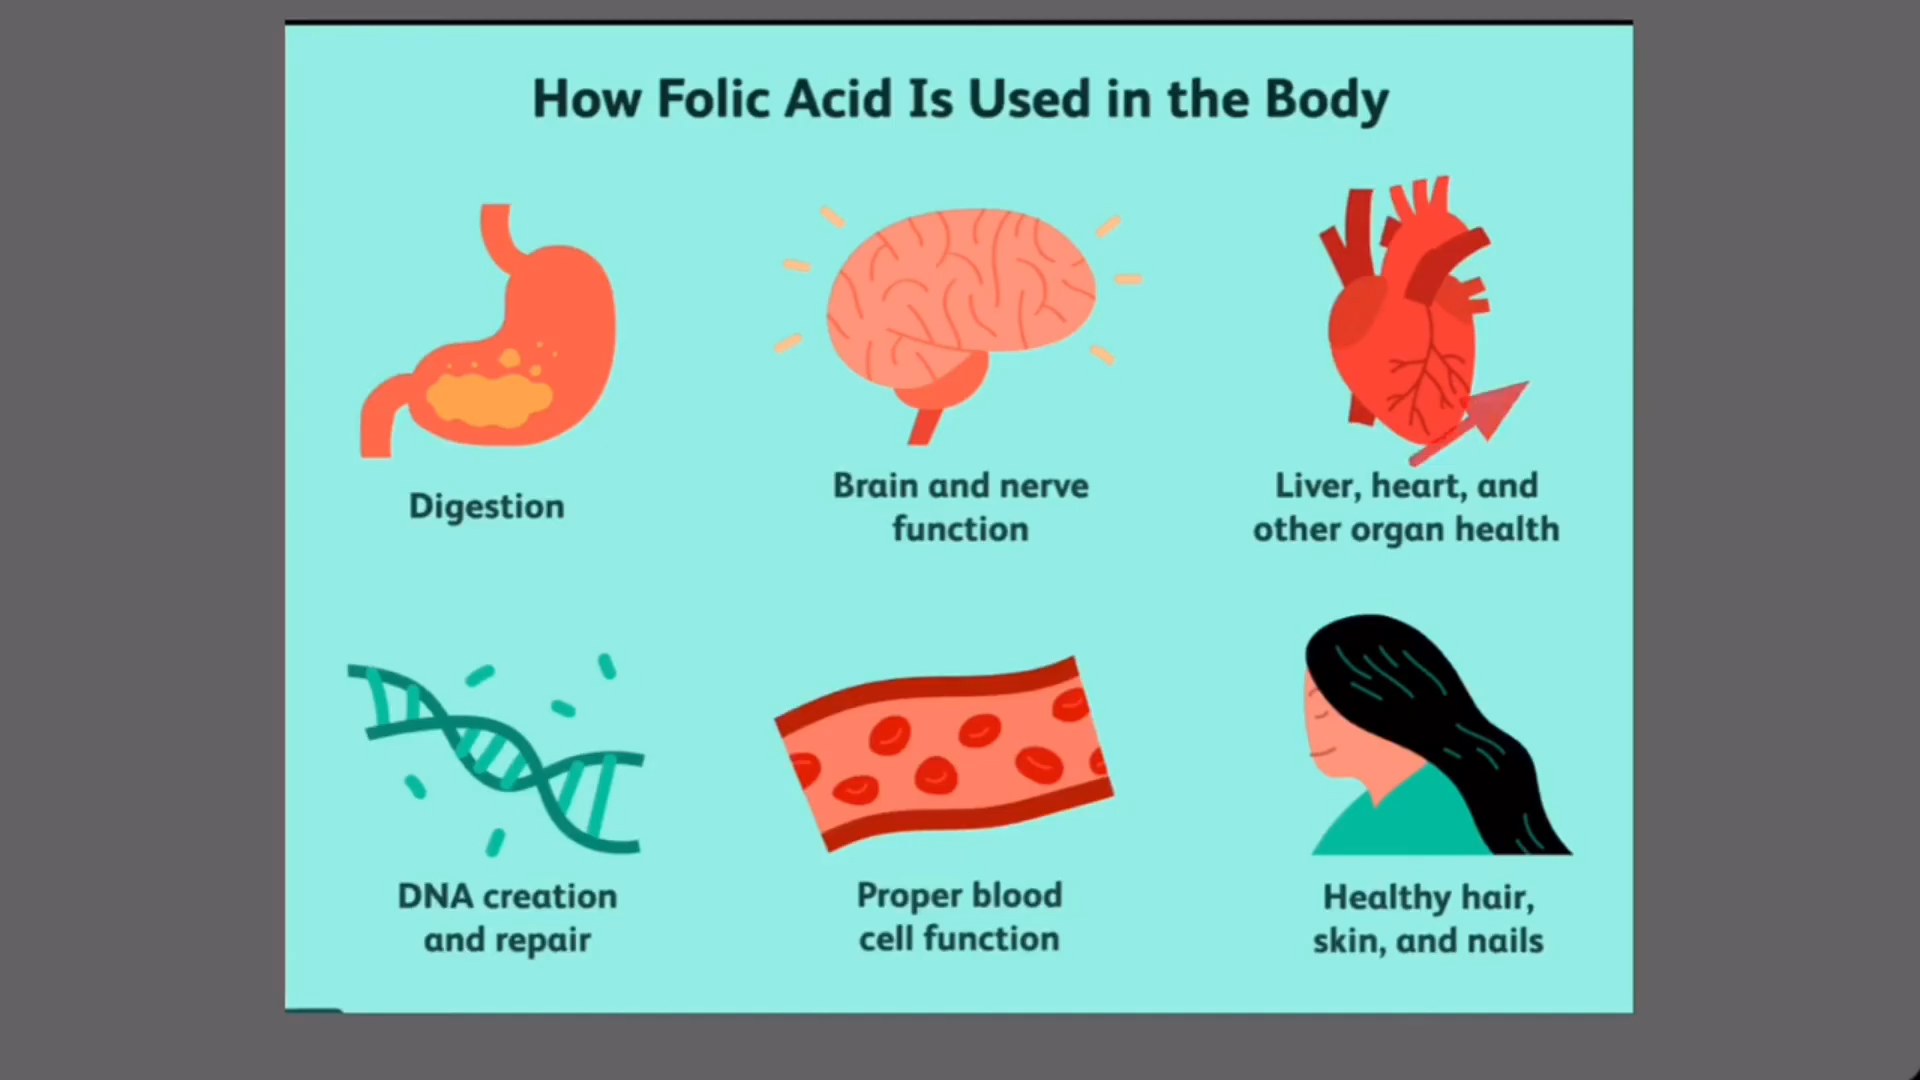 How Folic Acid Is Used in the Body
Digestion
Brain and nerve
function
Liver, heart, and
other organ health
DNA creation
and repair
Proper blood
cell function
Healthy hair,
skin, and nails